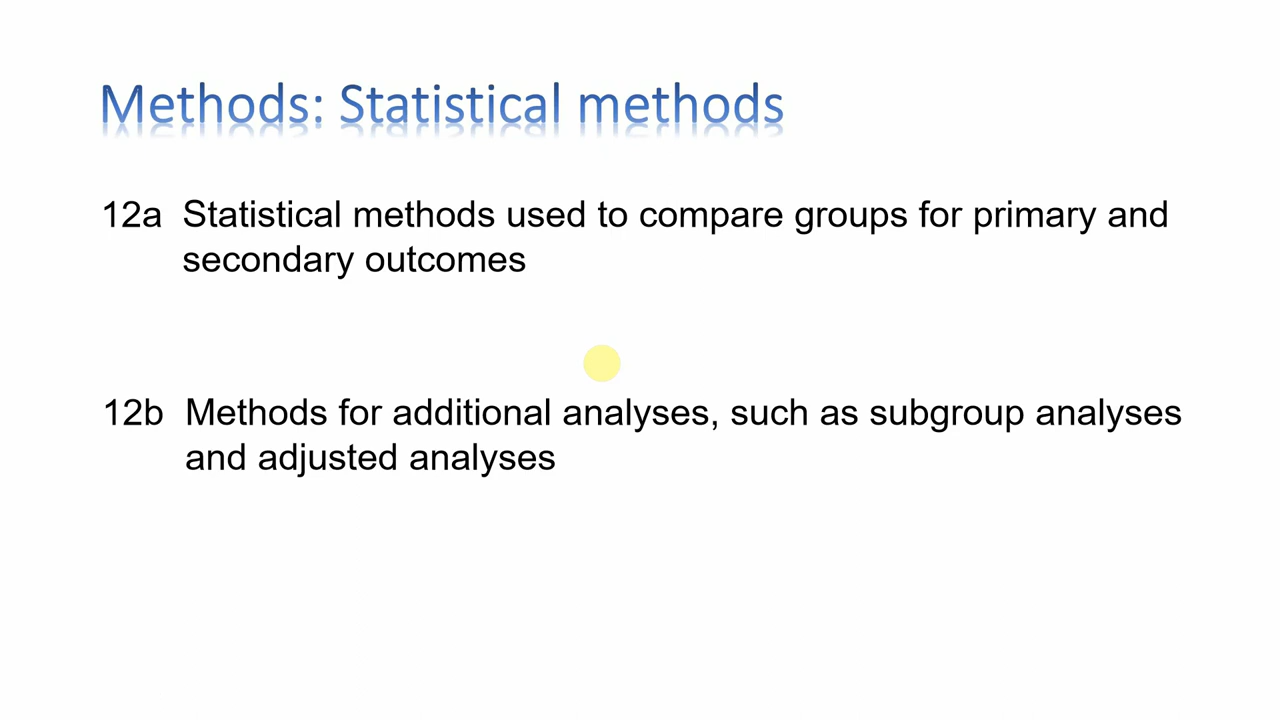 Methods: Statistical methods
12a Statistical methods used to compare groups for primary and
secondary outcomes
12b Methods for additional analyses, such as subgroup analyses
and adjusted analyses